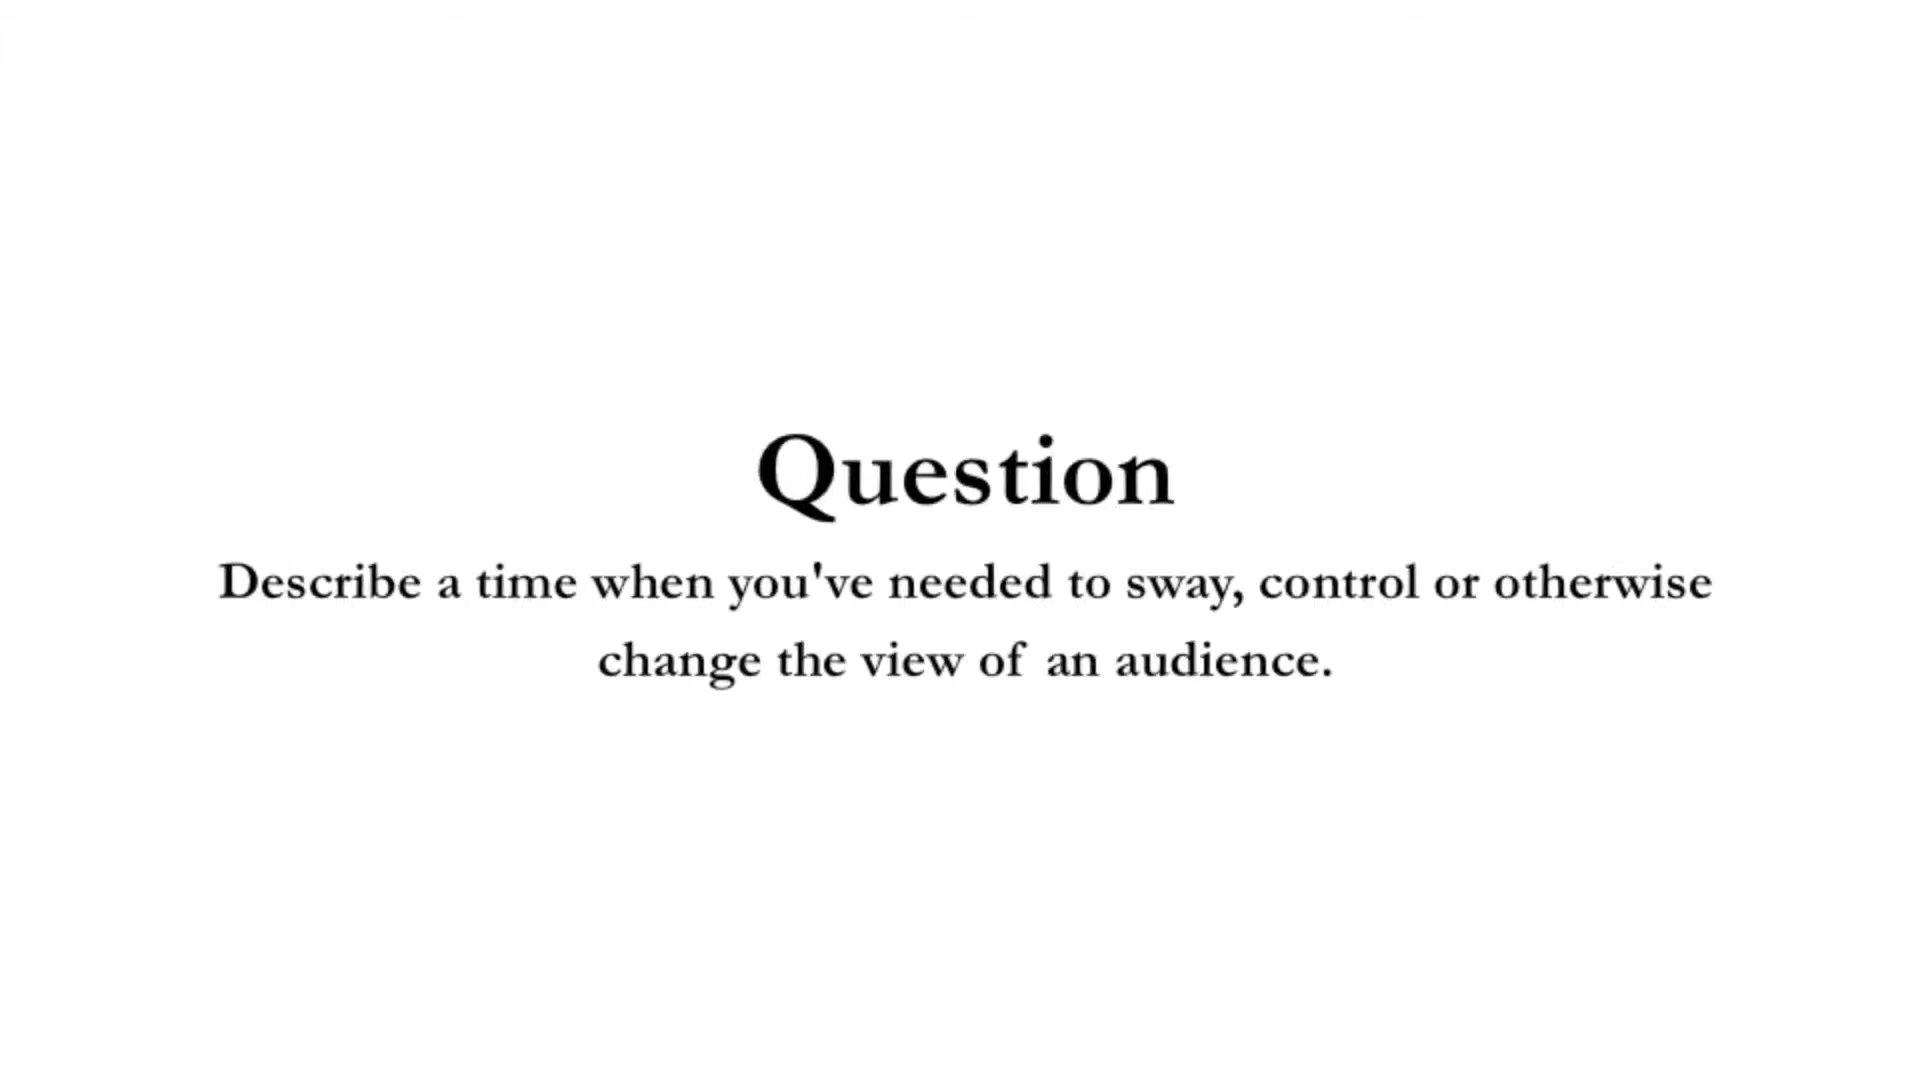 Question
Describe a time when you've needed to sway, control or otherwise
change the view of an audience.